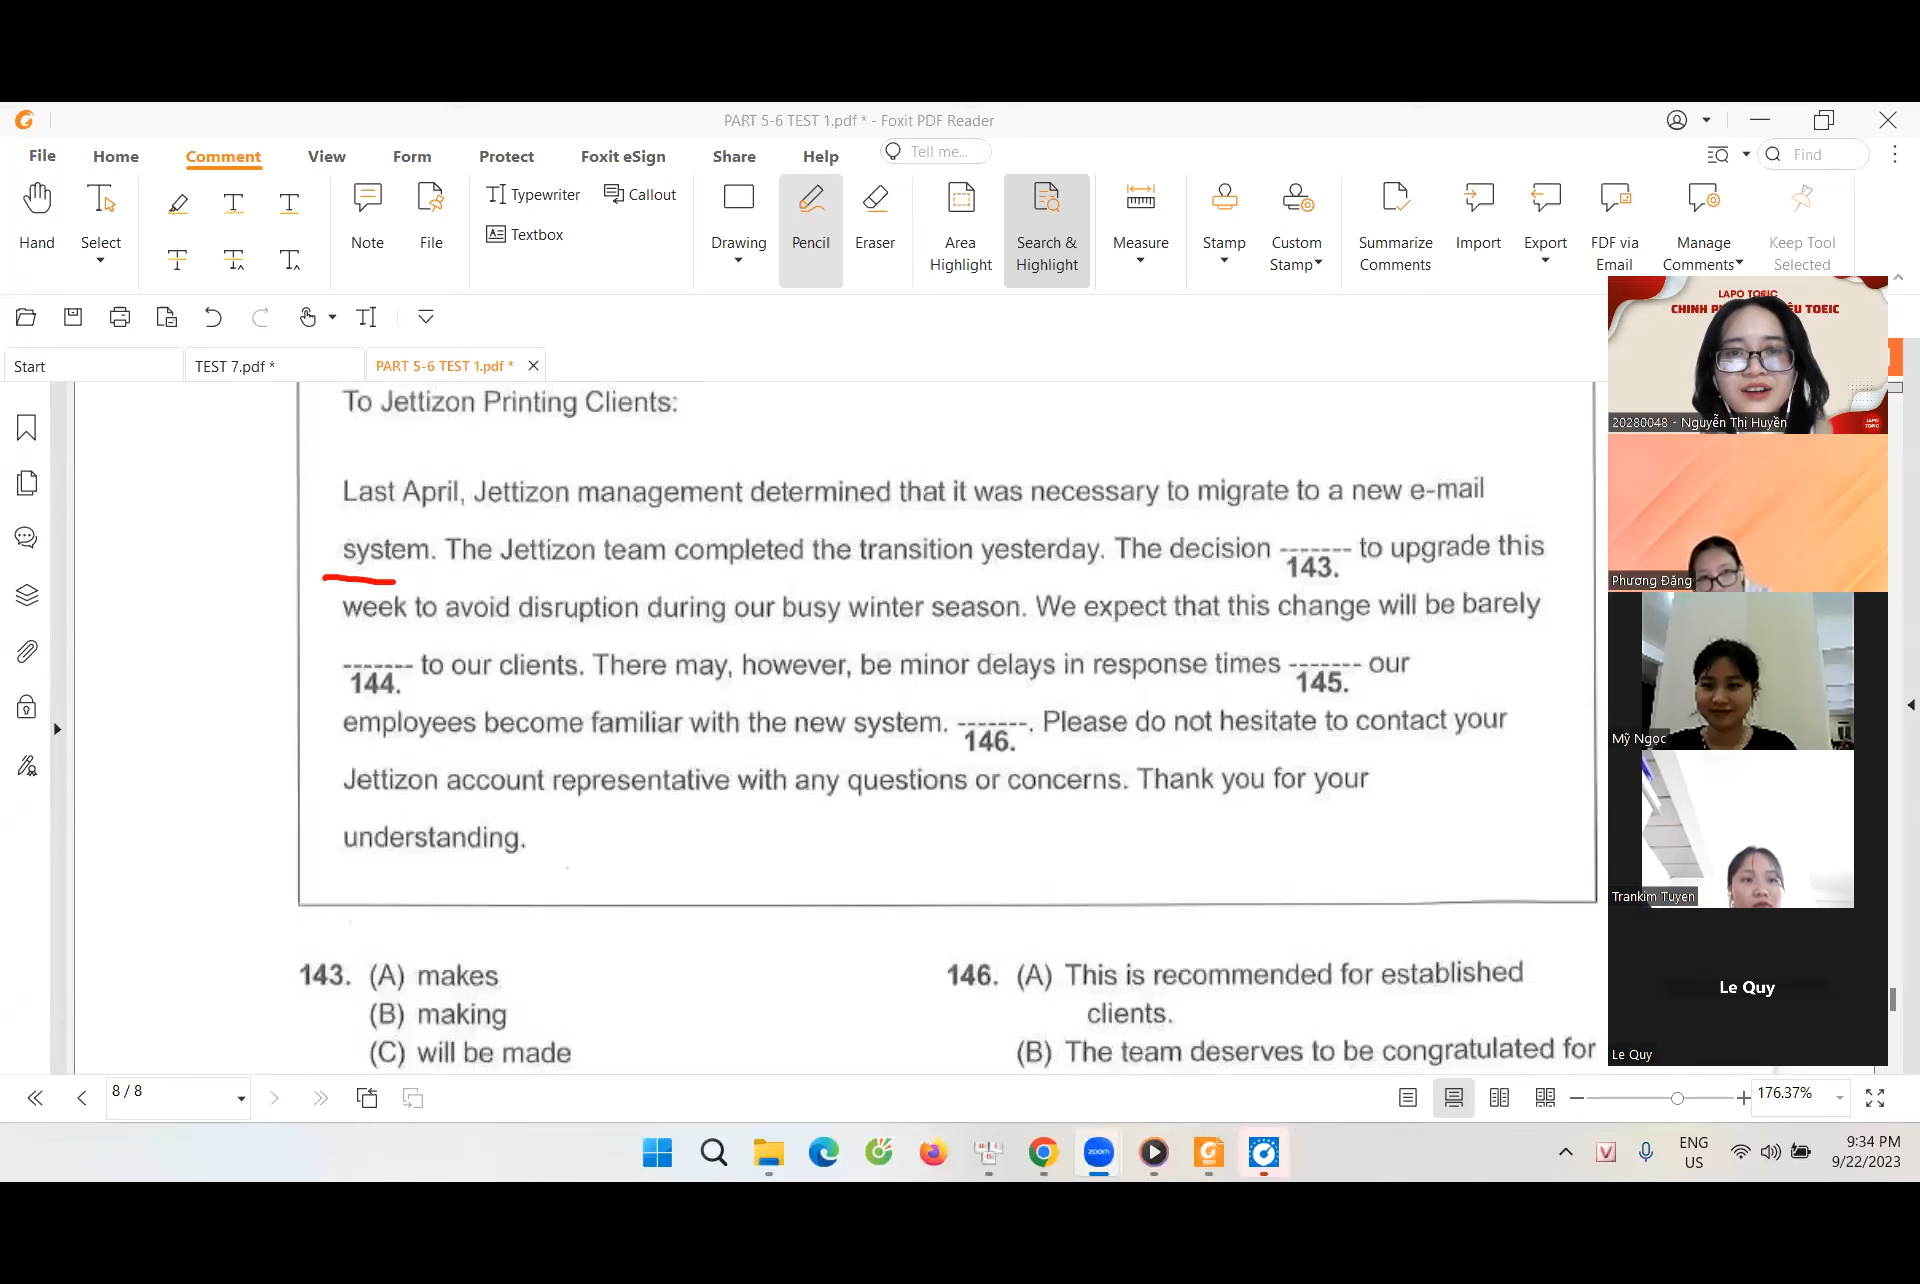 PART 5-6 TEST 1.pdf * - Foxit PDF Reader
File Home Comment View Form Protect Foxit eSign Share Help Tell me... Find
Hand
Select
Note
File
Typewriter
Callout
Textbox
Drawing
Pencil
Eraser
Area Highlight
Search & Highlight
Measure
Stamp
Custom Stamp
Summarize Comments
Import
Export
FDF via Email
Manage Comments
Keep Tool Selected
Start
TEST 7.pdf *
PART 5-6 TEST 1.pdf *
To Jettizon Printing Clients:
Last April, Jettizon management determined that it was necessary to migrate to a new e-mail
system. The Jettizon team completed the transition yesterday. The decision ------- to upgrade this
143.
week to avoid disruption during our busy winter season. We expect that this change will be barely
------- to our clients. There may, however, be minor delays in response times ------- our
144. 145.
employees become familiar with the new system. -------. Please do not hesitate to contact your
146.
Jettizon account representative with any questions or concerns. Thank you for your
understanding.
143. (A) makes
(B) making
(C) will be made
146. (A) This is recommended for established
clients.
(B) The team deserves to be congratulated for
LAPO TOEIC
CHINH
U TOEIC
20280048 - Nguyễn Thị Huyền
LAPO
TOEIC
Phương Đặng
Mỹ Ngọc
Trankim Tuyen
Le Quy
Le Quy
8 / 8
176.37%
zoom
ENG
US
9:34 PM
9/22/2023